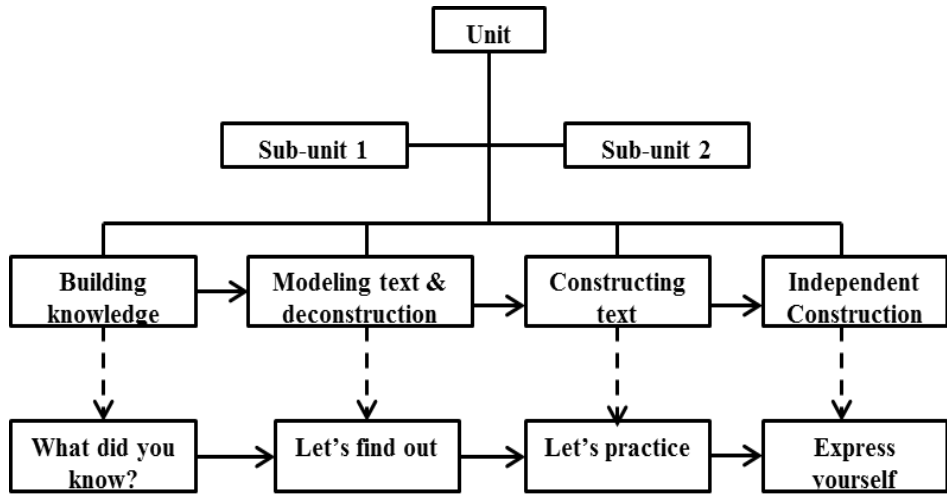 Unit
Sub-unit 1
Sub-unit 2
Building
knowledge
Modeling text &
deconstruction
Constructing
text
Independent
Construction
What did you
know?
Let’s find out
Let’s practice
Express
yourself